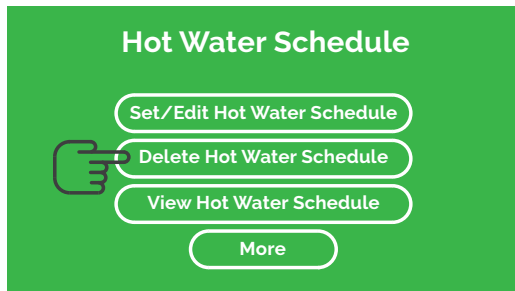 Hot Water Schedule
Set/Edit Hot Water Schedule
Delete Hot Water Schedule
View Hot Water Schedule
More